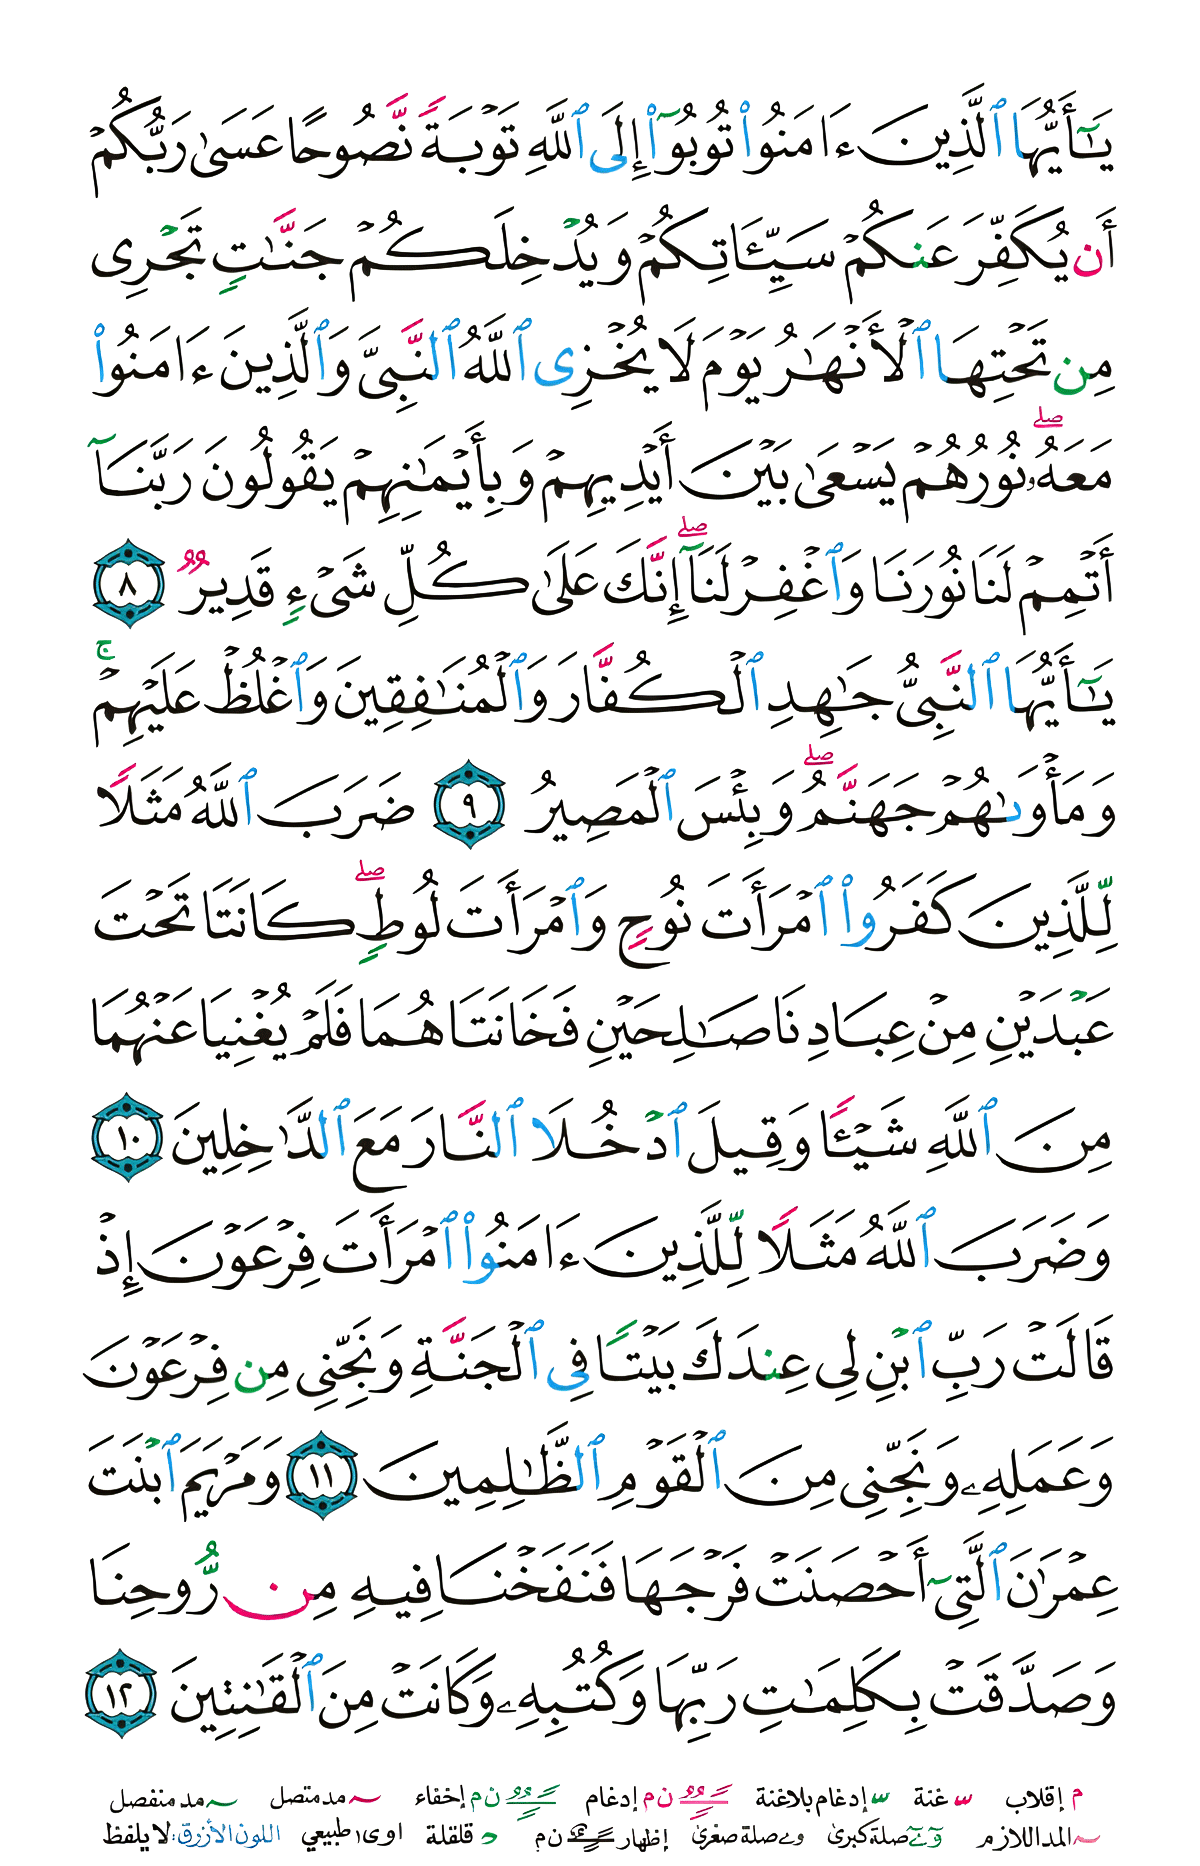 يَـٰٓأَيُّهَا ٱلَّذِينَ ءَامَنُوا۟ تُوبُوٓا۟ إِلَى ٱللَّهِ تَوۡبَةً نَّصُوحًا عَسَىٰ رَبُّكُمۡ
أَن يُكَفِّرَ عَنكُمۡ سَيِّـَٔاتِكُمۡ وَيُدۡخِلَكُمۡ جَنَّـٰتٍ تَجۡرِى
مِن تَحۡتِهَا ٱلۡأَنۡهَـٰرُ يَوۡمَ لَا يُخۡزِى ٱللَّهُ ٱلنَّبِىَّ وَٱلَّذِينَ ءَامَنُوا۟
مَعَهُۥۖ نُورُهُمۡ يَسۡعَىٰ بَيۡنَ أَيۡدِيهِمۡ وَبِأَيۡمَـٰنِهِمۡ يَقُولُونَ رَبَّنَآ
أَتۡمِمۡ لَنَا نُورَنَا وَٱغۡفِرۡ لَنَآۖ إِنَّكَ عَلَىٰ كُلِّ شَىۡءٍ قَدِيرٌ ٨
يَـٰٓأَيُّهَا ٱلنَّبِىُّ جَـٰهِدِ ٱلۡكُفَّارَ وَٱلۡمُنَـٰفِقِينَ وَٱغۡلُظۡ عَلَيۡهِمۡۚ
وَمَأۡوَىٰهُمۡ جَهَنَّمُۖ وَبِئۡسَ ٱلۡمَصِيرُ ٩ ضَرَبَ ٱللَّهُ مَثَلًا
لِّلَّذِينَ كَفَرُوا۟ ٱمۡرَأَتَ نُوحٍ وَٱمۡرَأَتَ لُوطٍۖ كَانَتَا تَحۡتَ
عَبۡدَيۡنِ مِنۡ عِبَادِنَا صَـٰلِحَيۡنِ فَخَانَتَاهُمَا فَلَمۡ يُغۡنِيَا عَنۡهُمَا
مِنَ ٱللَّهِ شَيۡـًٔا وَقِيلَ ٱدۡخُلَا ٱلنَّارَ مَعَ ٱلدَّٰخِلِينَ ١٠
وَضَرَبَ ٱللَّهُ مَثَلًا لِّلَّذِينَ ءَامَنُوا۟ ٱمۡرَأَتَ فِرۡعَوۡنَ إِذۡ
قَالَتۡ رَبِّ ٱبۡنِ لِى عِندَكَ بَيۡتًا فِى ٱلۡجَنَّةِ وَنَجِّنِى مِن فِرۡعَوۡنَ
وَعَمَلِهِۦ وَنَجِّنِى مِنَ ٱلۡقَوۡمِ ٱلظَّـٰلِمِينَ ١١ وَمَرۡيَمَ ٱبۡنَتَ
عِمۡرَٰنَ ٱلَّتِىٓ أَحۡصَنَتۡ فَرۡجَهَا فَنَفَخۡنَا فِيهِ مِن رُّوحِنَا
وَصَدَّقَتۡ بِكَلِمَـٰتِ رَبِّهَا وَكُتُبِهِۦ وَكَانَتۡ مِنَ ٱلۡقَـٰنِتِينَ ١٢
م إقلاب غنة إدغام بلاغنة ن م إدغام ن م إخفاء مد متصل مد منفصل
المد اللازم صلة كبرى و ے صلة صغرى إظهار ن م قلقلة ا و ى طبيعي اللون الأزرق: لا يلفظ